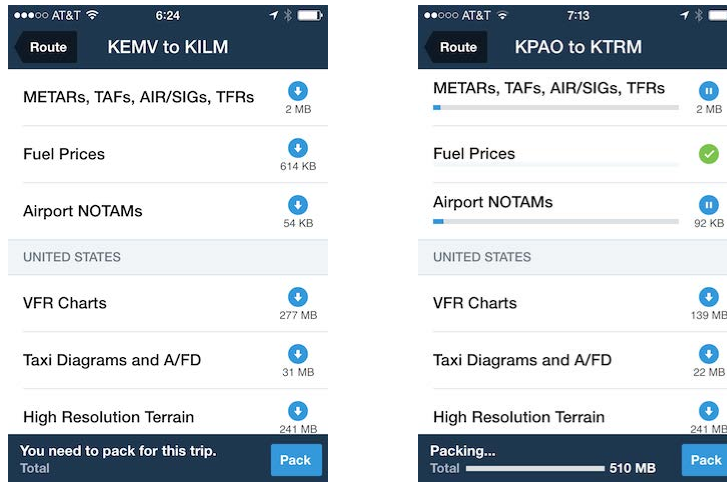 AT&T 6:24
Route KEMV to KILM
METARs, TAFs, AIR/SIGs, TFRs
2 MB
Fuel Prices
614 KB
Airport NOTAMs
54 KB
UNITED STATES
VFR Charts
277 MB
Taxi Diagrams and A/FD
31 MB
High Resolution Terrain
241 MB
You need to pack for this trip.
Total
Pack
AT&T 7:13
Route KPAO to KTRM
METARs, TAFs, AIR/SIGs, TFRs
2 MB
Fuel Prices
Airport NOTAMs
92 KB
UNITED STATES
VFR Charts
139 MB
Taxi Diagrams and A/FD
22 MB
High Resolution Terrain
241 MB
Packing...
Total 510 MB
Pack